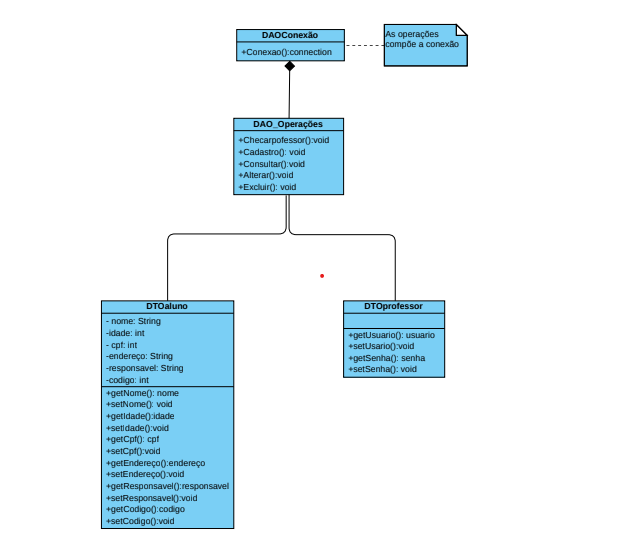 DAOConexão
+Conexao():connection
As operações
compõe a conexão
DAO_Operações
+Checarpofessor():void
+Cadastro(): void
+Consultar():void
+Alterar():void
+Excluir(): void
DTOaluno
- nome: String
-idade: int
- cpf: int
-endereço: String
-responsavel: String
-codigo: int
+getNome(): nome
+setNome(): void
+getIdade():idade
+setIdade():void
+getCpf(): cpf
+setCpf():void
+getEndereço():endereço
+setEndereço():void
+getResponsavel():responsavel
+setResponsavel():void
+getCodigo():codigo
+setCodigo():void
DTOprofessor
+getUsuario(): usuario
+setUsario():void
+getSenha(): senha
+setSenha(): void